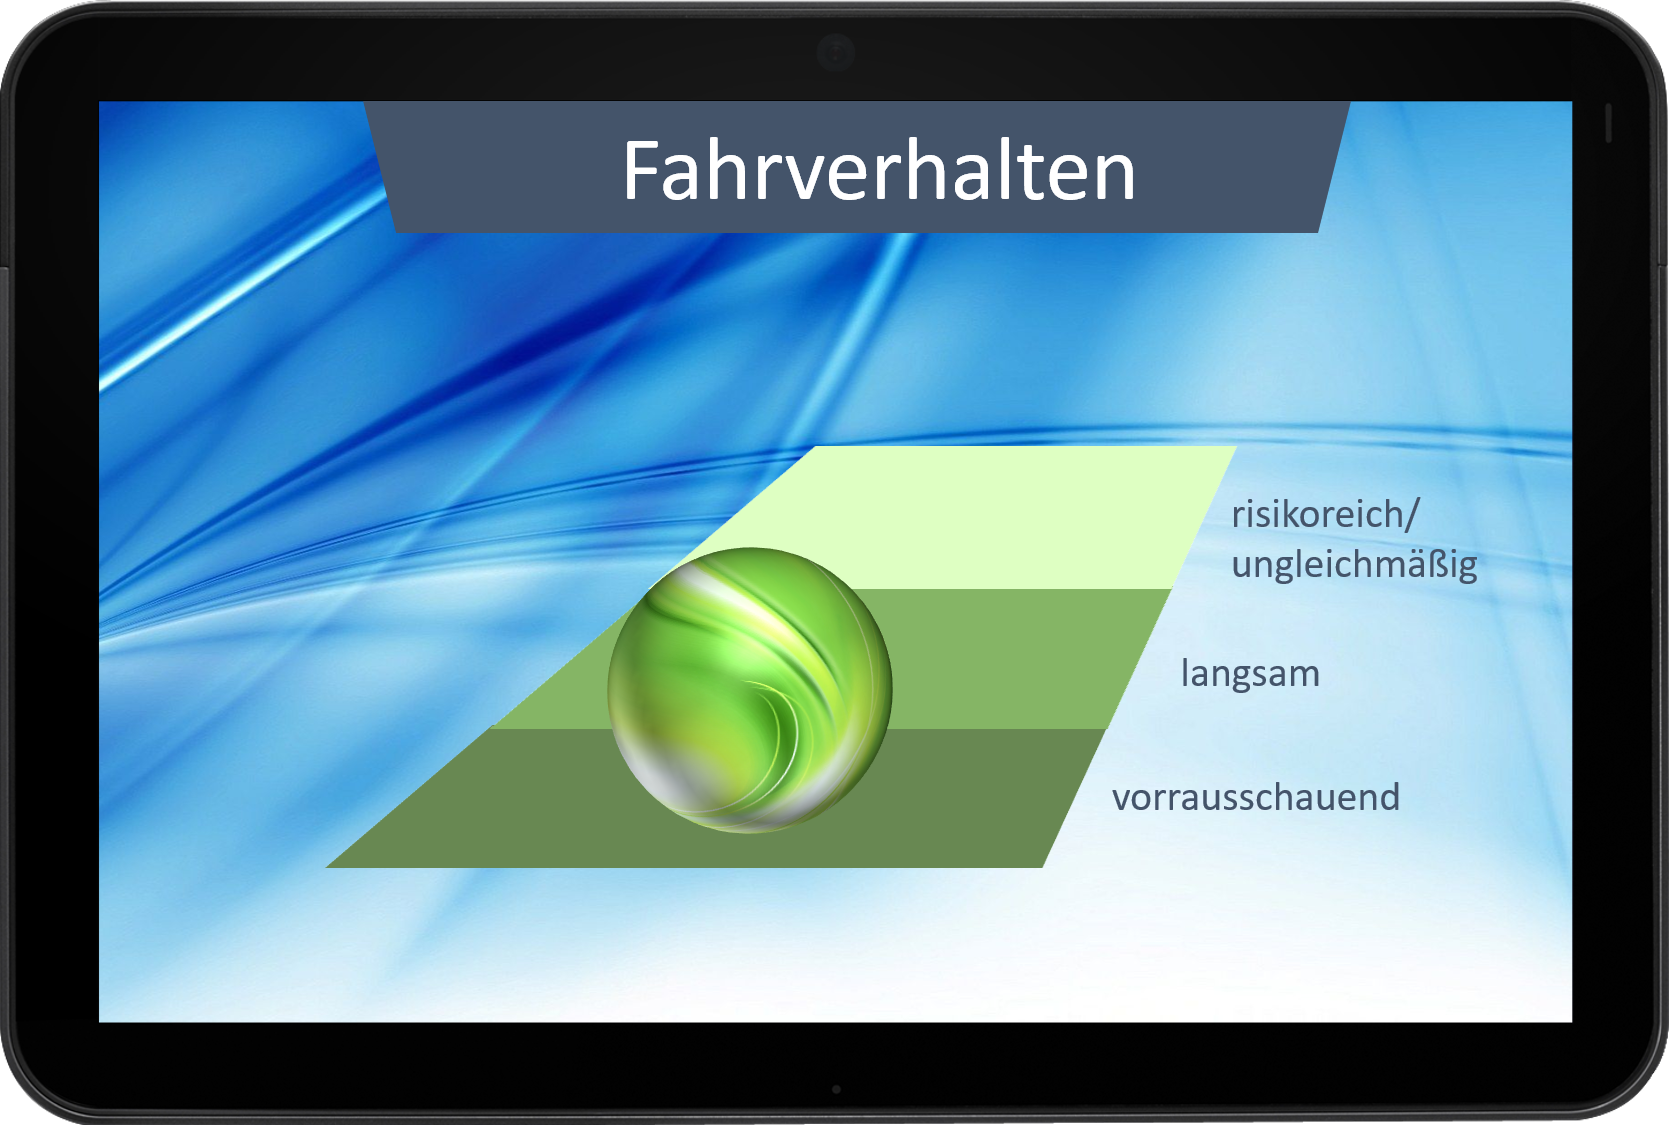 Fahrverhalten
risikoreich/
ungleichmäßig
langsam
vorrausschauend